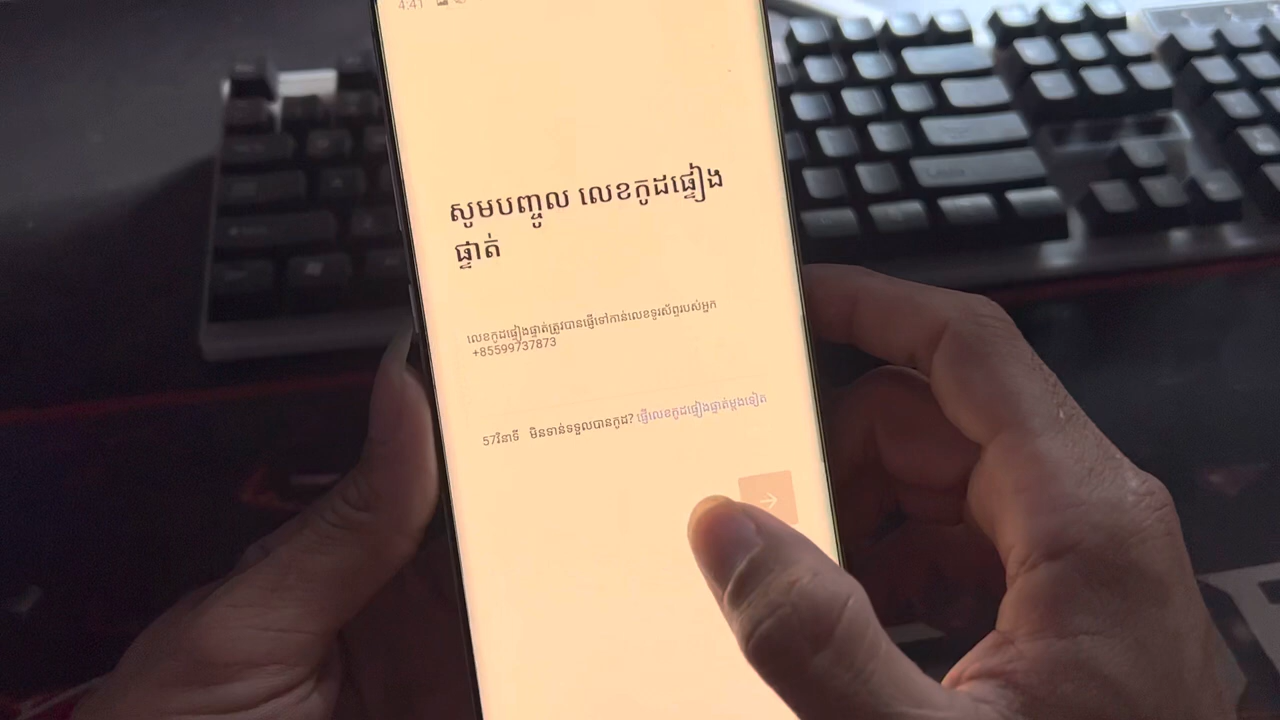 4:41
សូមបញ្ចូល លេខកូដផ្ទៀង
ផ្ទាត់
លេខកូដផ្ទៀងផ្ទាត់ត្រូវបានផ្ញើទៅកាន់លេខទូរស័ព្ទរបស់អ្នក
+85599737873
57វិនាទី មិនទាន់ទទួលបានកូដ? ផ្ញើលេខកូដផ្ទៀងផ្ទាត់ម្តងទៀត